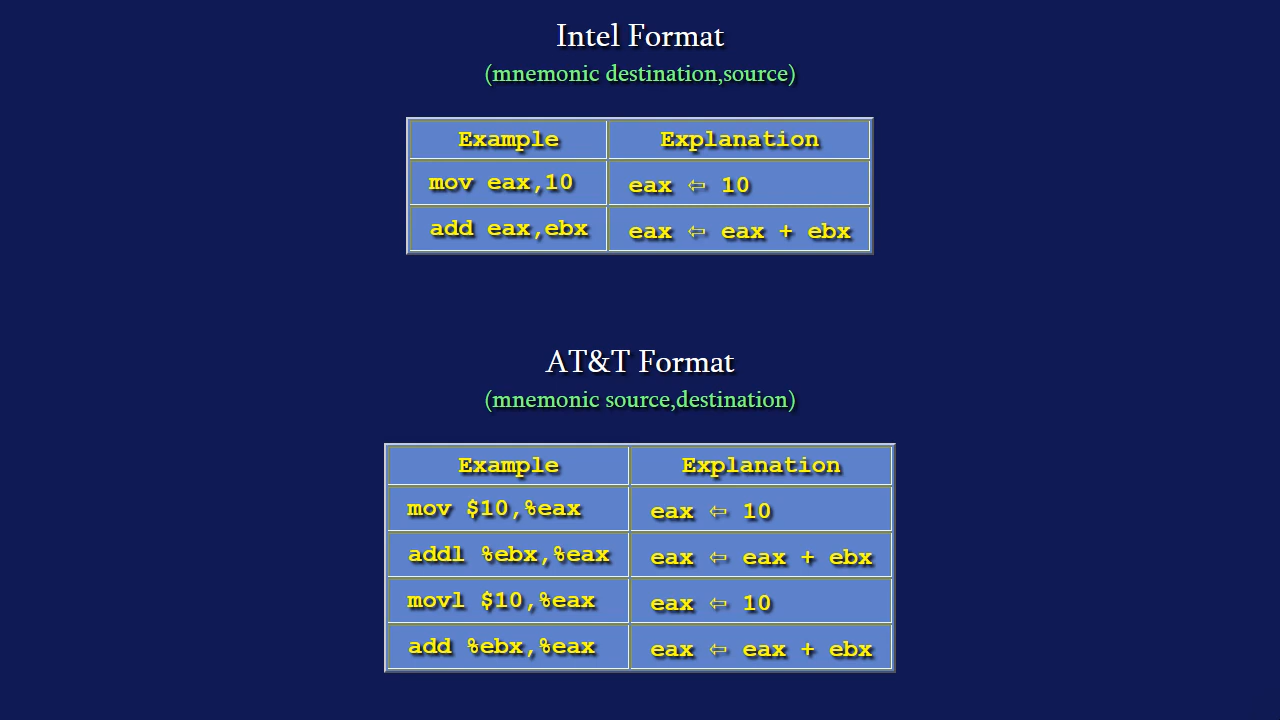 Intel Format
(mnemonic destination,source)
Example Explanation
mov eax,10 eax ⇦ 10
add eax,ebx eax ⇦ eax + ebx
AT&T Format
(mnemonic source,destination)
Example Explanation
mov $10,%eax eax ⇦ 10
addl %ebx,%eax eax ⇦ eax + ebx
movl $10,%eax eax ⇦ 10
add %ebx,%eax eax ⇦ eax + ebx